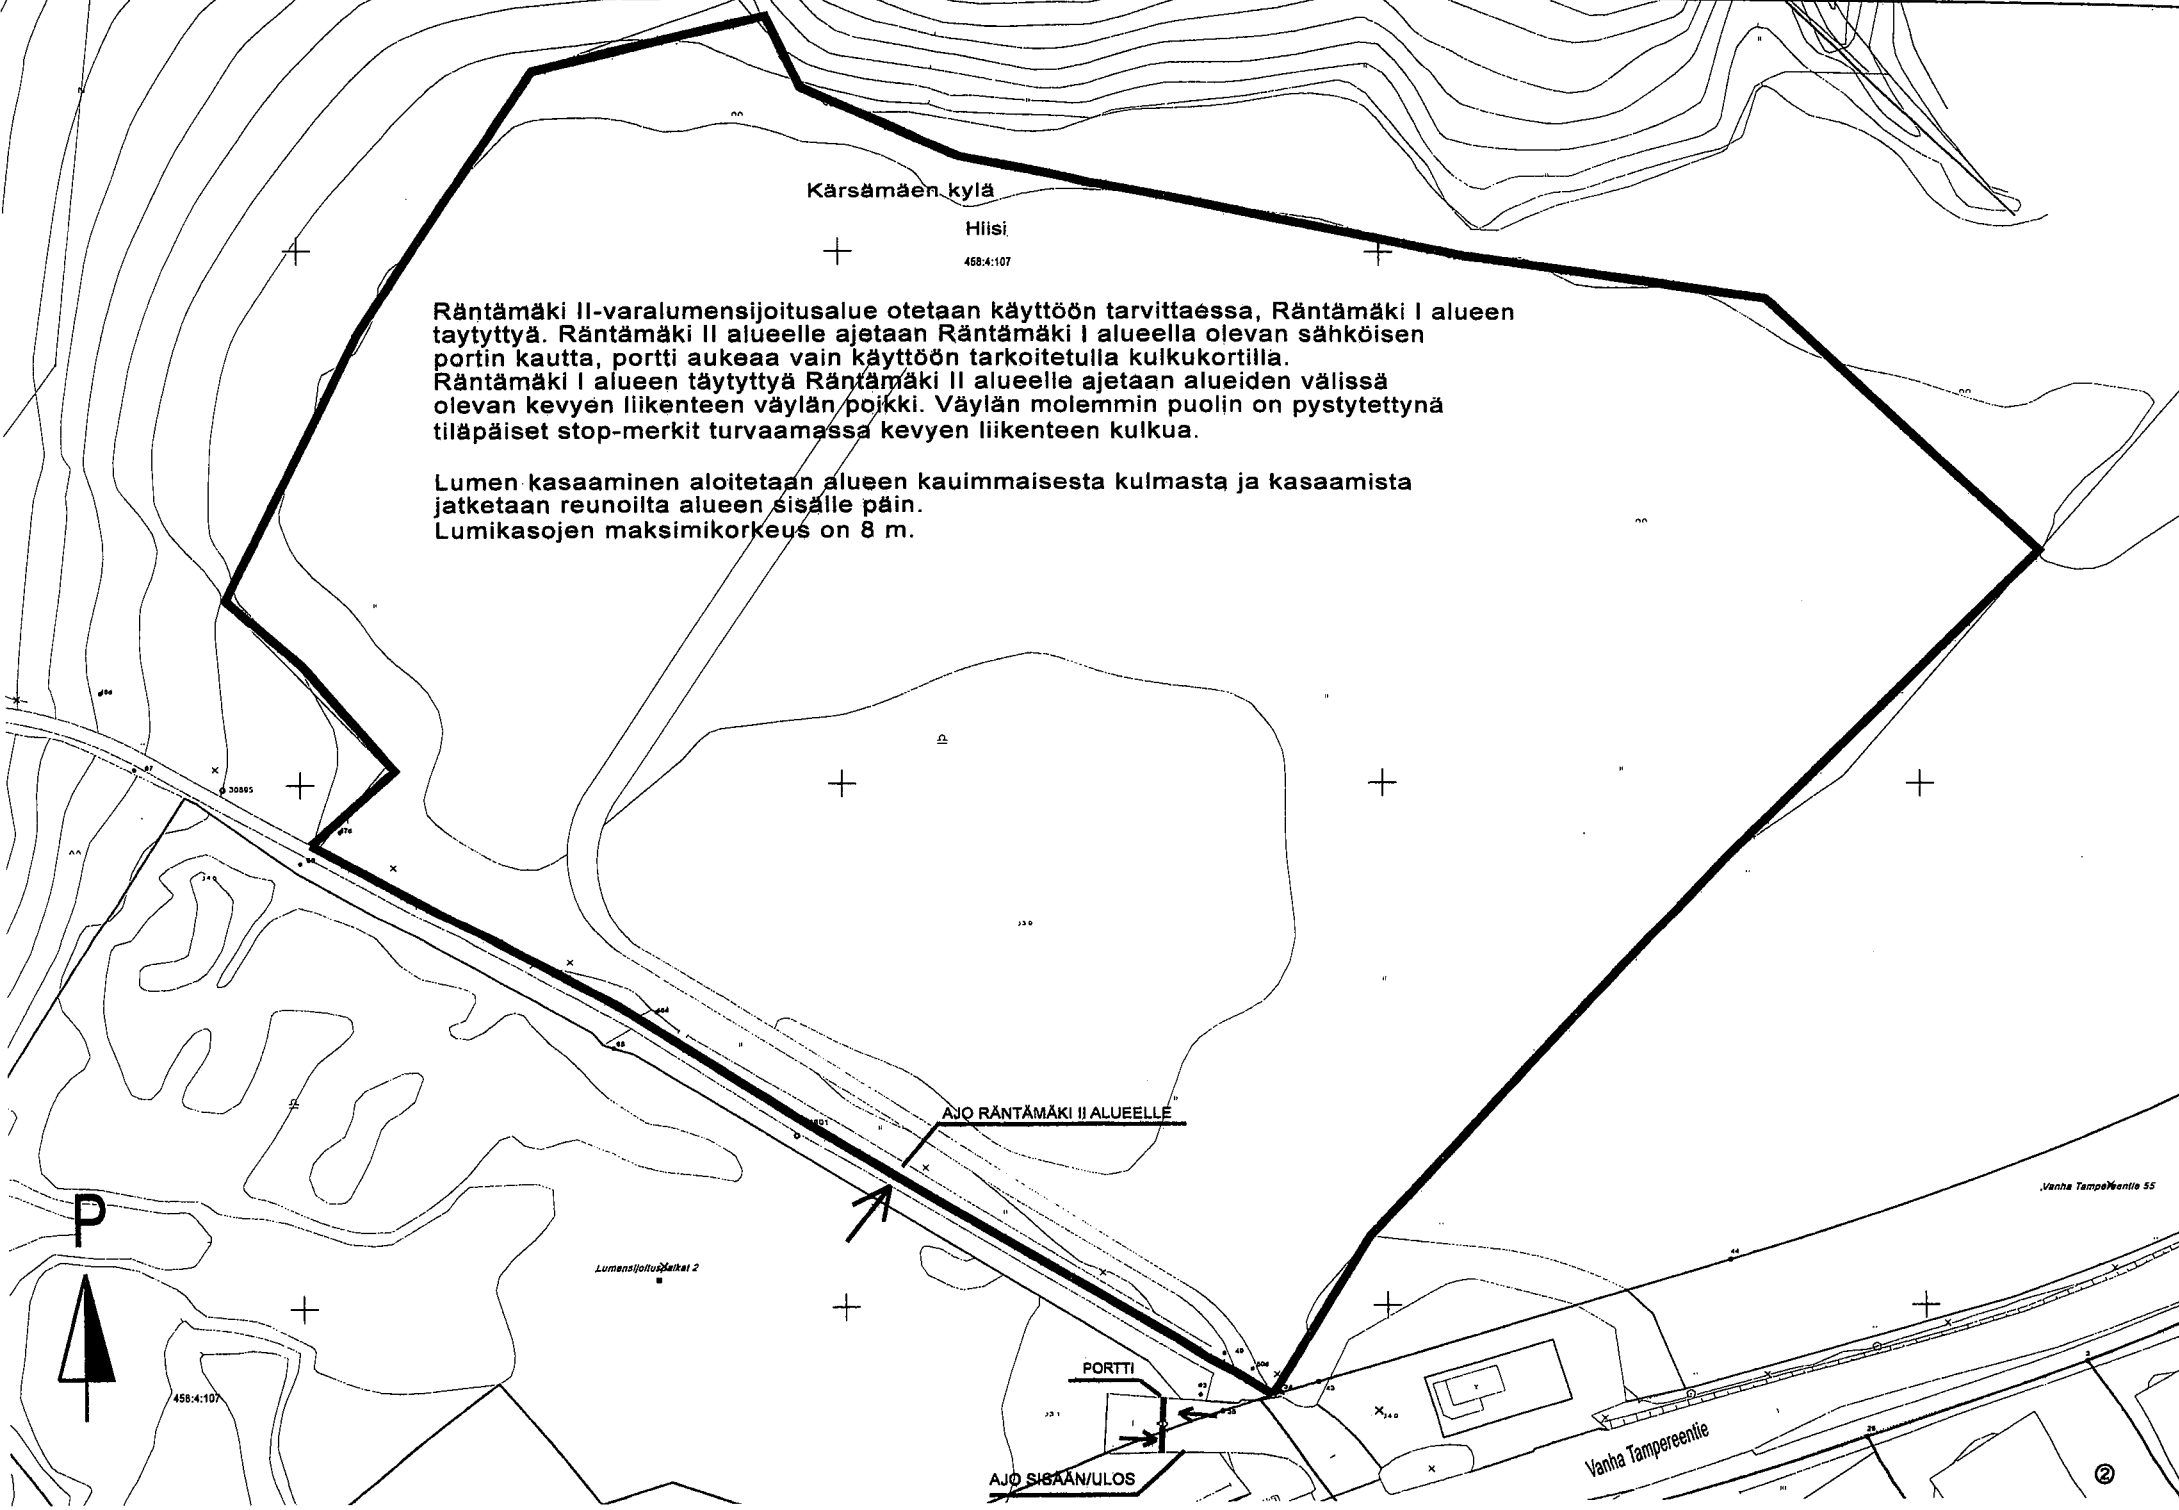 Kärsämäen kylä
Hiisi
458:4:107
Räntämäki II-varalumensijoitusalue otetaan käyttöön tarvittaessa, Räntämäki I alueen
taytyttyä. Räntämäki II alueelle ajetaan Räntämäki I alueella olevan sähköisen
portin kautta, portti aukeaa vain käyttöön tarkoitetulla kulkukortilla.
Räntämäki I alueen täytyttyä Räntämäki II alueelle ajetaan alueiden välissä
olevan kevyen liikenteen väylän poikki. Väylän molemmin puolin on pystytettynä
tiläpäiset stop-merkit turvaamassa kevyen liikenteen kulkua.
Lumen kasaaminen aloitetaan alueen kauimmaisesta kulmasta ja kasaamista
jatketaan reunoilta alueen sisälle päin.
Lumikasojen maksimikorkeus on 8 m.
30895
AJO RÄNTÄMÄKI II ALUEELLE
P
Vanha Tampereentie 55
Lumensijoituspaikat 2
458:4:107
PORTTI
AJO SISÄÄN/ULOS
Vanha Tampereentie
2